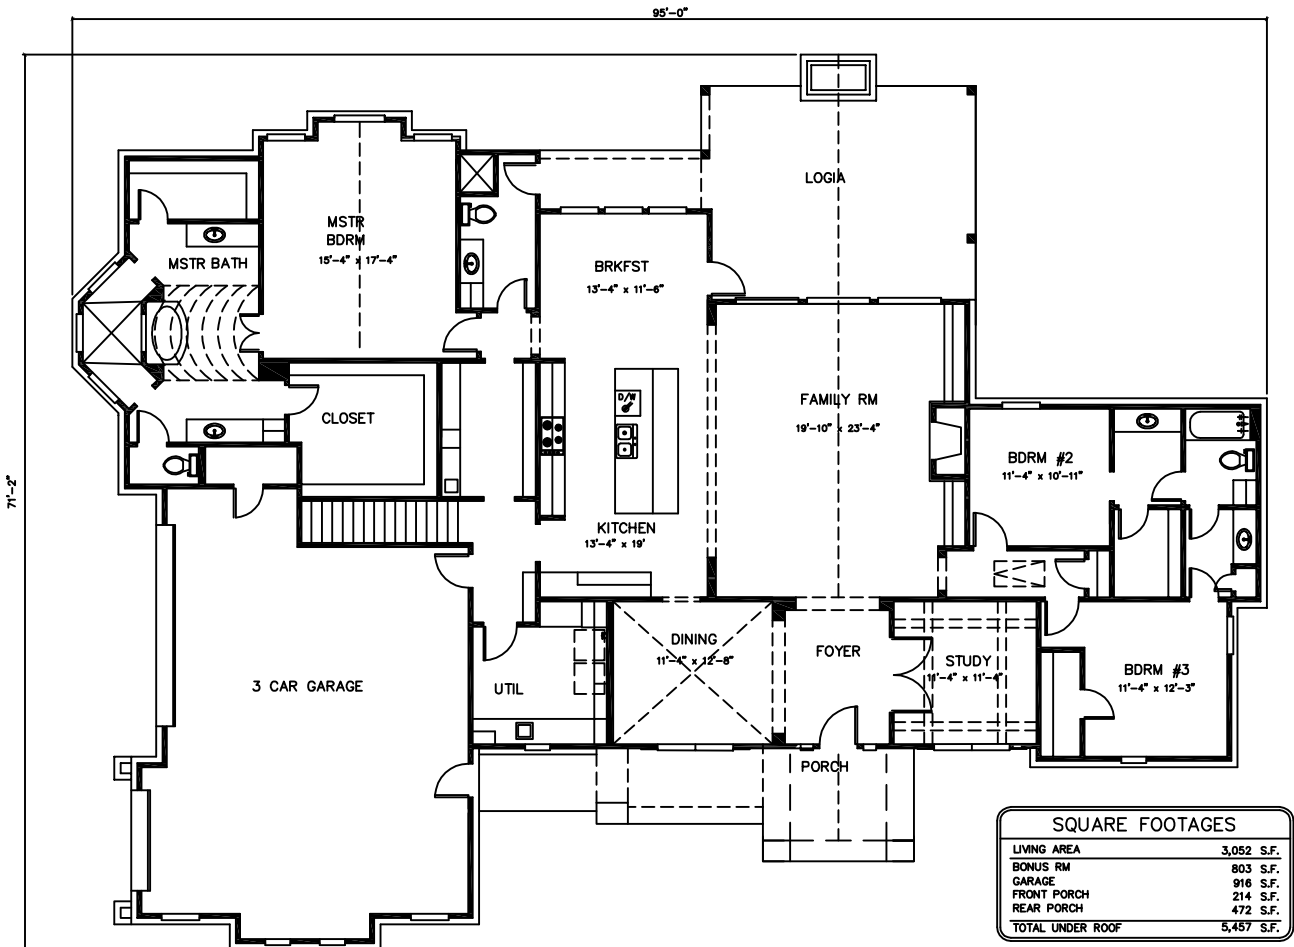 95'-0"
71'-2"
LOGIA
MSTR
BDRM
15'-4" x 17'-4"
MSTR BATH
BRKFST
13'-4" x 11'-6"
D/W
FAMILY RM
19'-10" x 23'-4"
CLOSET
BDRM #2
11'-4" x 10'-11"
KITCHEN
13'-4" x 19'
DINING
11'-4" x 12'-8"
FOYER
STUDY
11'-4" x 11'-4"
BDRM #3
11'-4" x 12'-3"
3 CAR GARAGE
UTIL
PORCH
SQUARE FOOTAGES
LIVING AREA 3,052 S.F.
BONUS RM 803 S.F.
GARAGE 916 S.F.
FRONT PORCH 214 S.F.
REAR PORCH 472 S.F.
TOTAL UNDER ROOF 5,457 S.F.